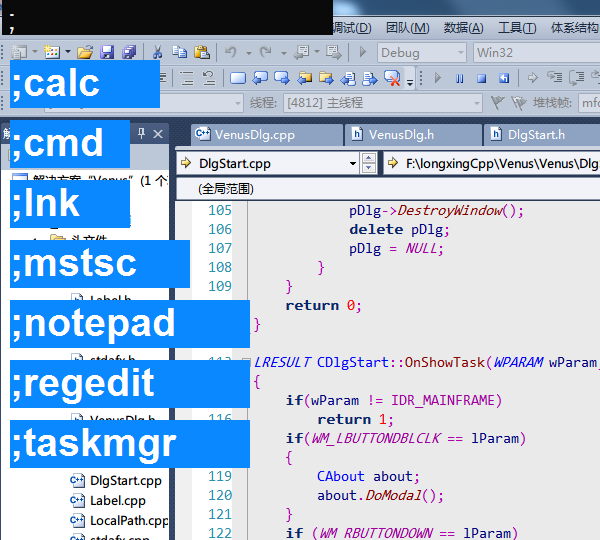 ;
;
调试(D) 团队(M) 数据(A) 工具(T) 体系结构
Debug Win32
;calc
线程: [4812] 主线程 堆栈帧: mfc
VenusDlg.cpp VenusDlg.h DlgStart.h
;cmd
DlgStart.cpp F:\longxingCpp\Venus\Venus\Dlg
解决方案"Venus" (1 个
(全局范围)
;lnk
105 pDlg->DestroyWindow();
106 delete pDlg;
107 pDlg = NULL;
头文件
;mstsc
108 }
109 }
Label.h
return 0;
;notepad
}
stdafx.h
LRESULT CDlgStart::OnShowTask(WPARAM wParam,
;regedit
{
if(wParam != IDR_MAINFRAME)
VenusDlg.h
116 return 1;
;taskmgr
if(WM_LBUTTONDBLCLK == lParam)
{
DlgStart.cpp
119 CAbout about;
Label.cpp
120 about.DoModal();
LocalPath.cpp
121 }
stdafx.cpp
122 if (WM_RBUTTONDOWN == lParam)